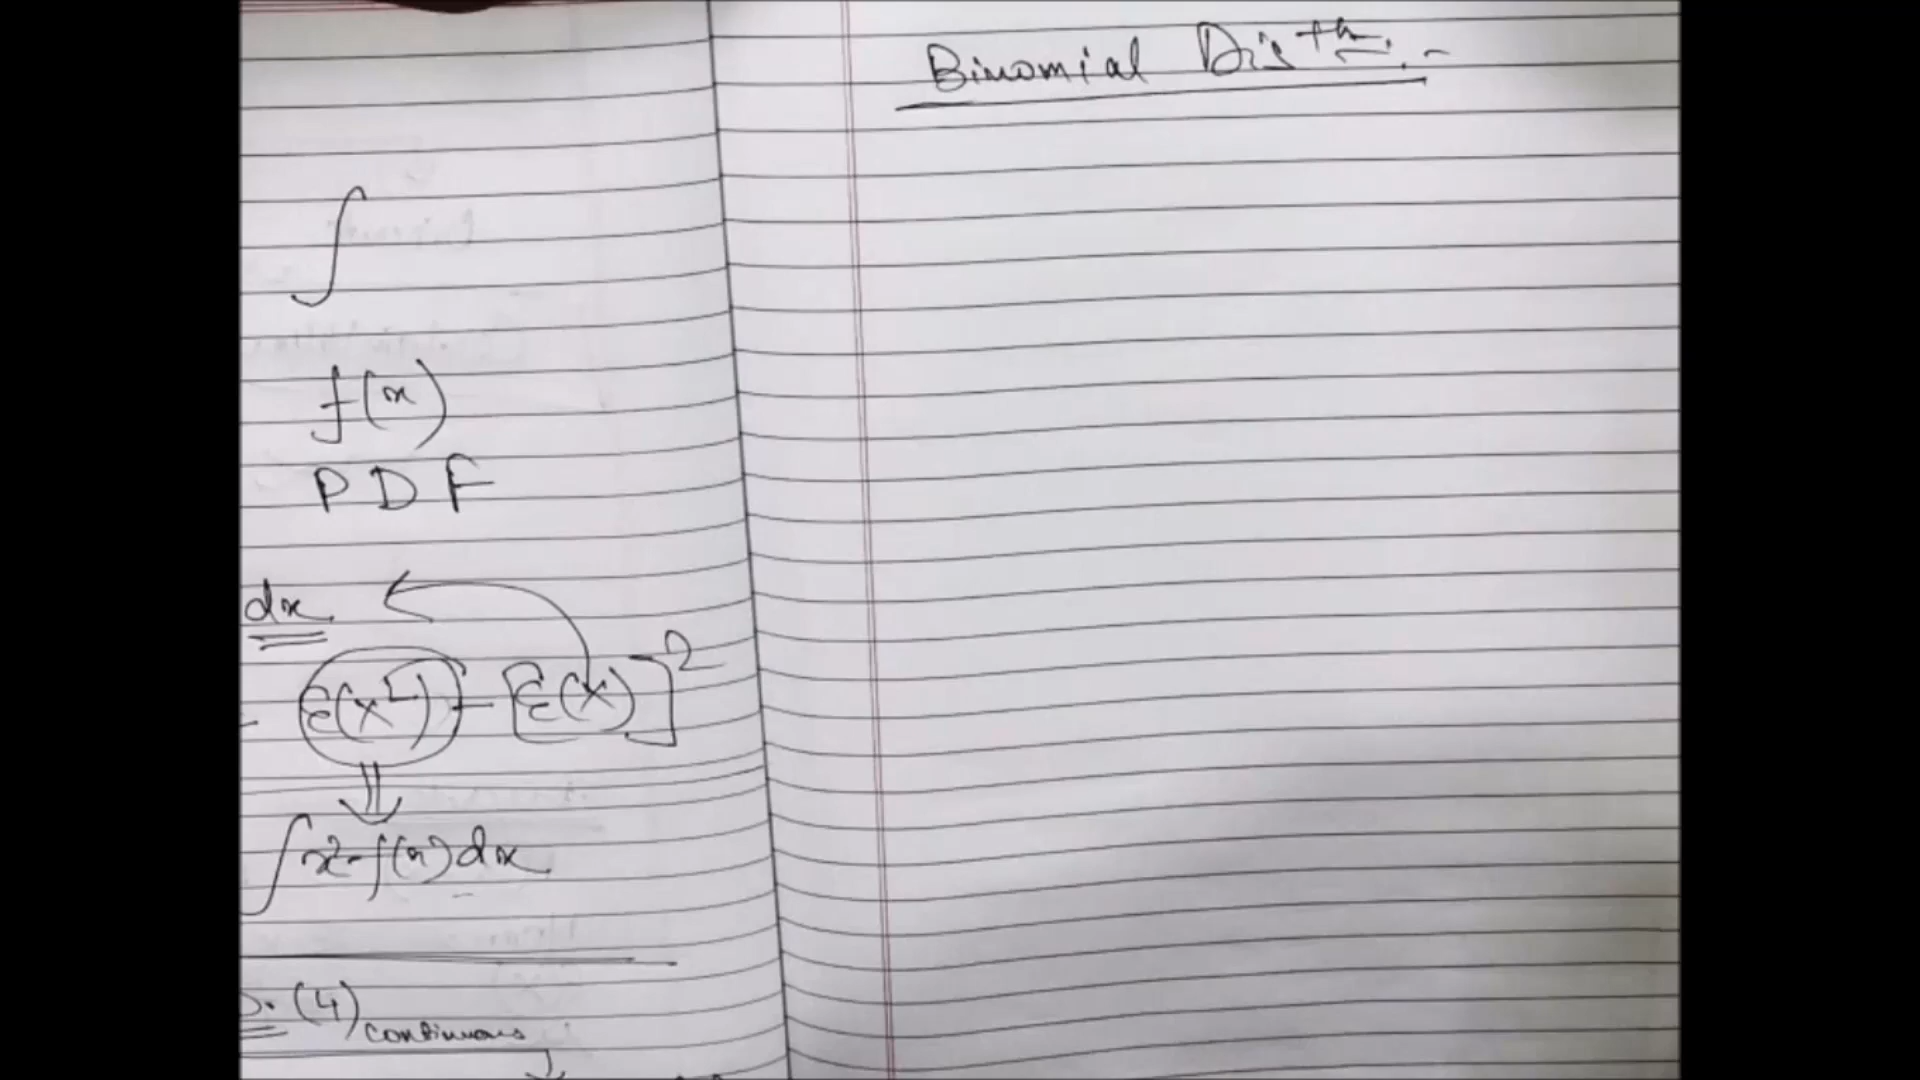 Binomial Distn. -
∫
f(x)
PDF
dx
- E(X²) - [E(X)]²
∫x² f(x) dx
D. (4) continuous